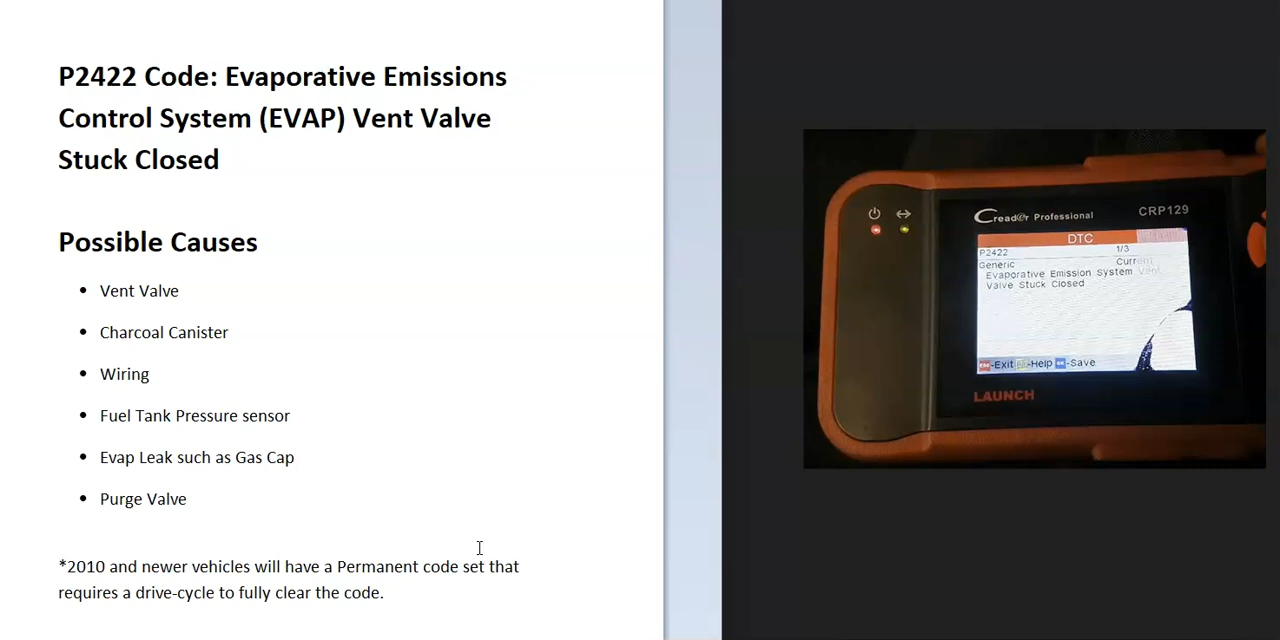 P2422 Code: Evaporative Emissions
Control System (EVAP) Vent Valve
Stuck Closed
Possible Causes
• Vent Valve
• Charcoal Canister
• Wiring
• Fuel Tank Pressure sensor
• Evap Leak such as Gas Cap
• Purge Valve
*2010 and newer vehicles will have a Permanent code set that
requires a drive-cycle to fully clear the code.
Creader Professional CRP129
DTC
P2422 1/3
Generic Current
Evaporative Emission System Vent
Valve Stuck Closed
-Exit -Help -Save
LAUNCH